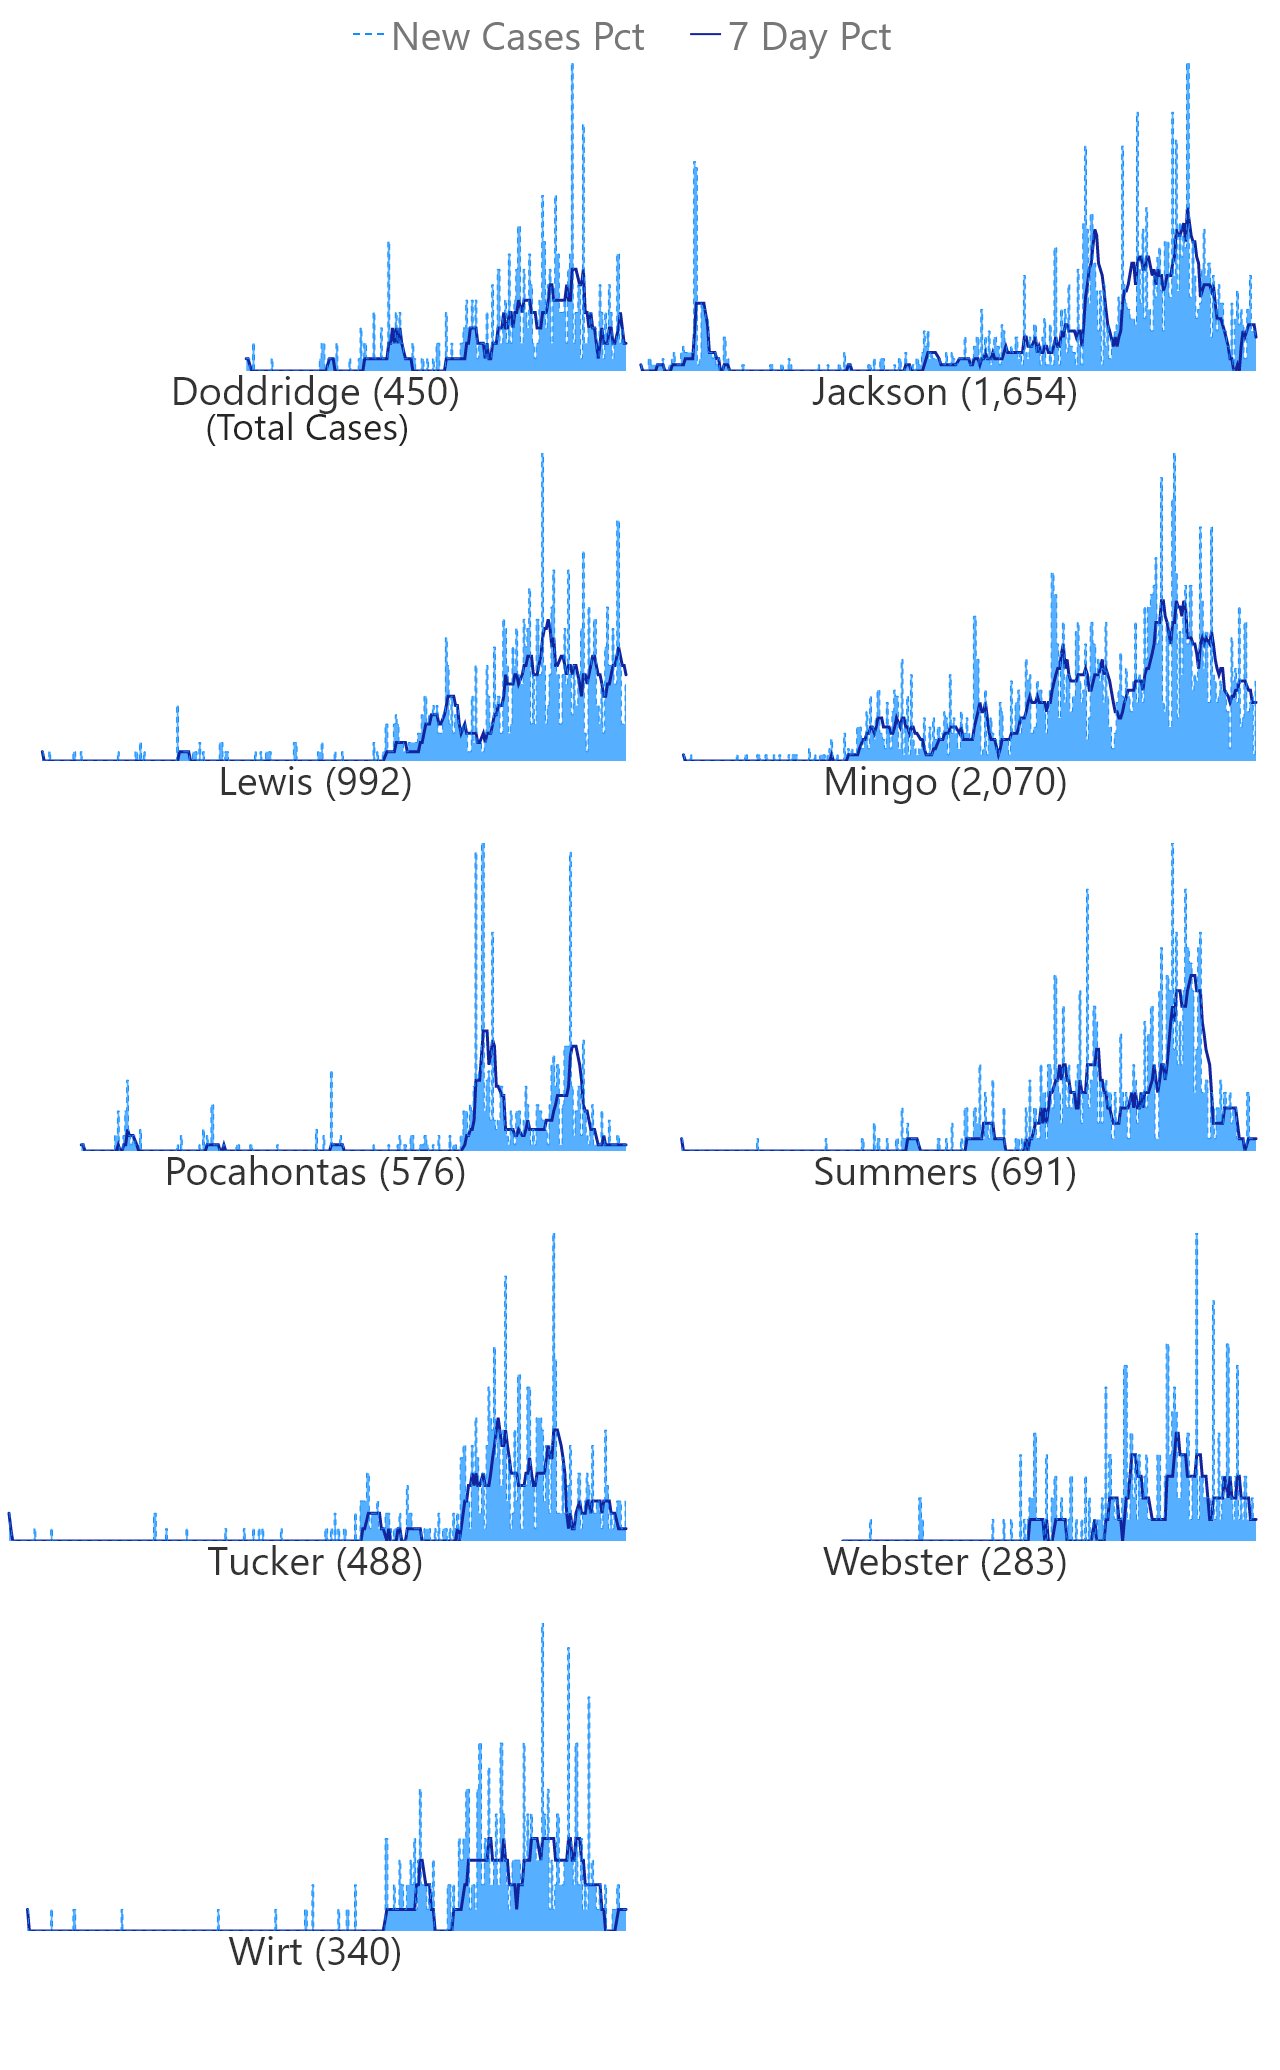 New Cases Pct 7 Day Pct
Doddridge (450) Jackson (1,654)
(Total Cases)
Lewis (992) Mingo (2,070)
Pocahontas (576) Summers (691)
Tucker (488) Webster (283)
Wirt (340)